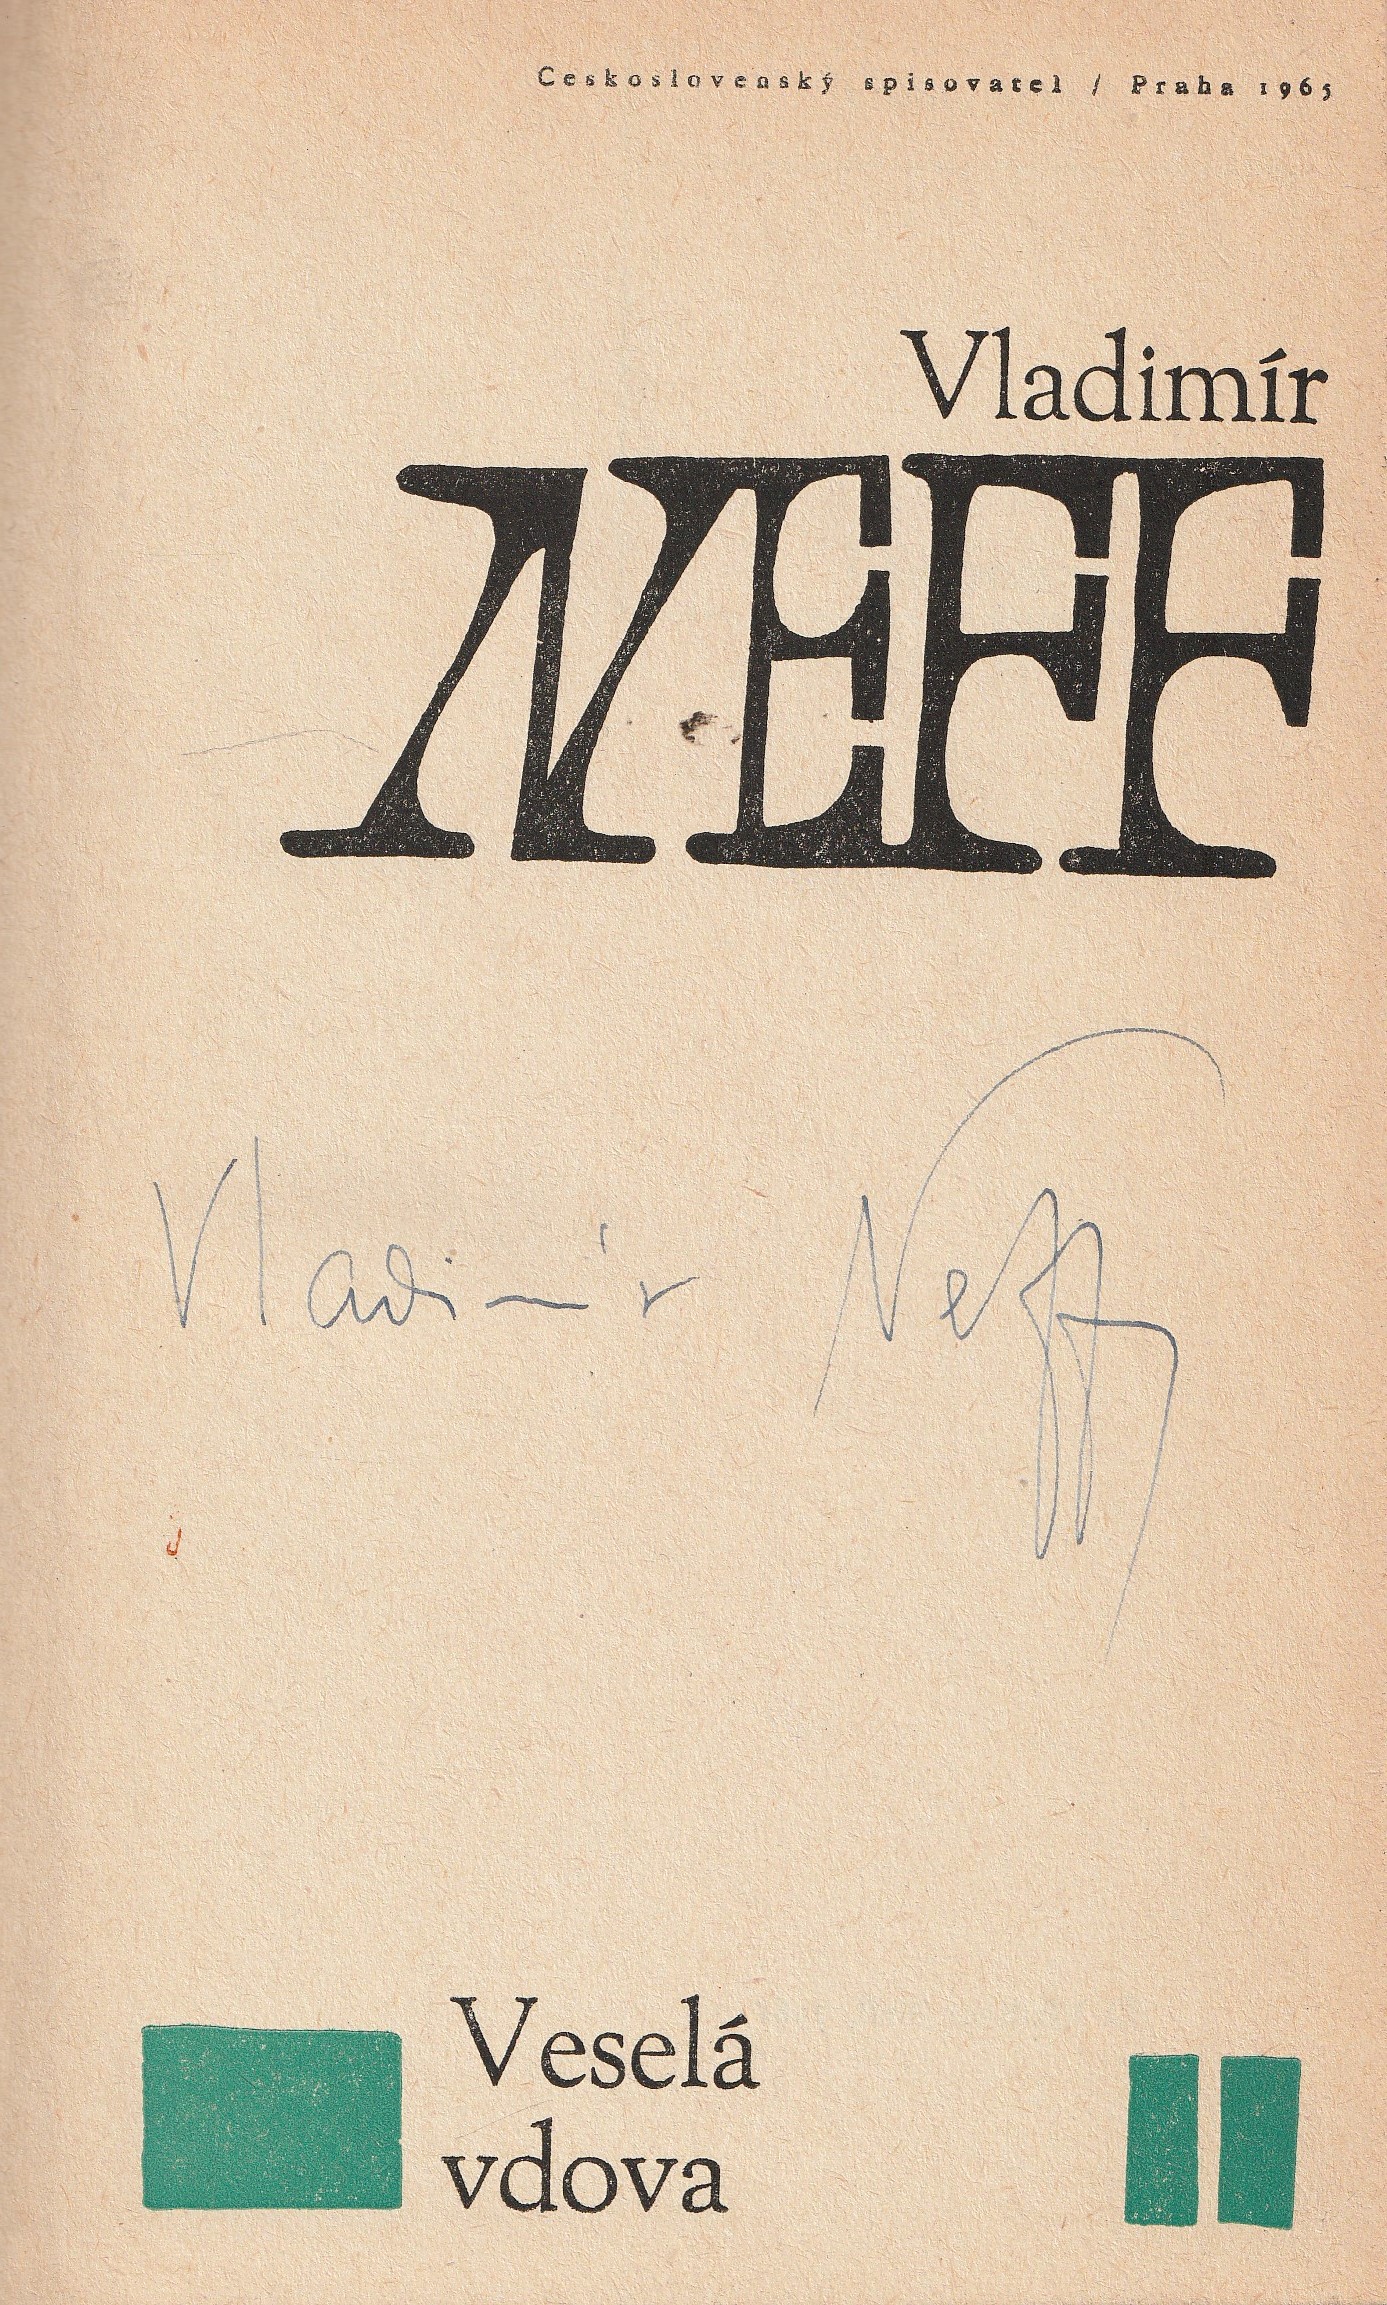 Československý spisovatel / Praha 1965
Vladimír
NEFF
Vladimír Neff
Veselá
vdova